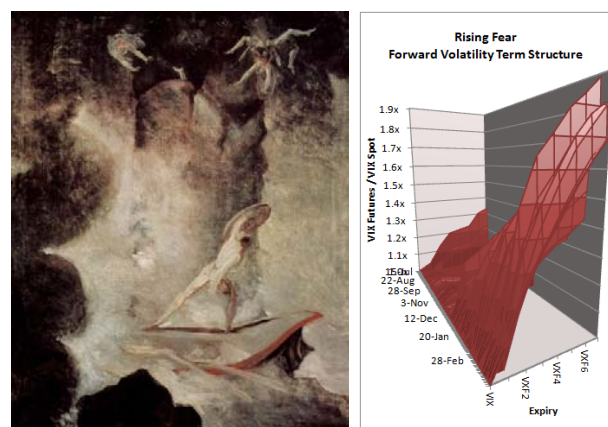 Rising Fear
Forward Volatility Term Structure
VIX Futures / VIX Spot
1.9x
1.8x
1.7x
1.6x
1.5x
1.4x
1.3x
1.2x
1.1x
22-Aug
28-Sep
3-Nov
12-Dec
20-Jan
28-Feb
VIX
VXF2
VXF4
VXF6
Expiry